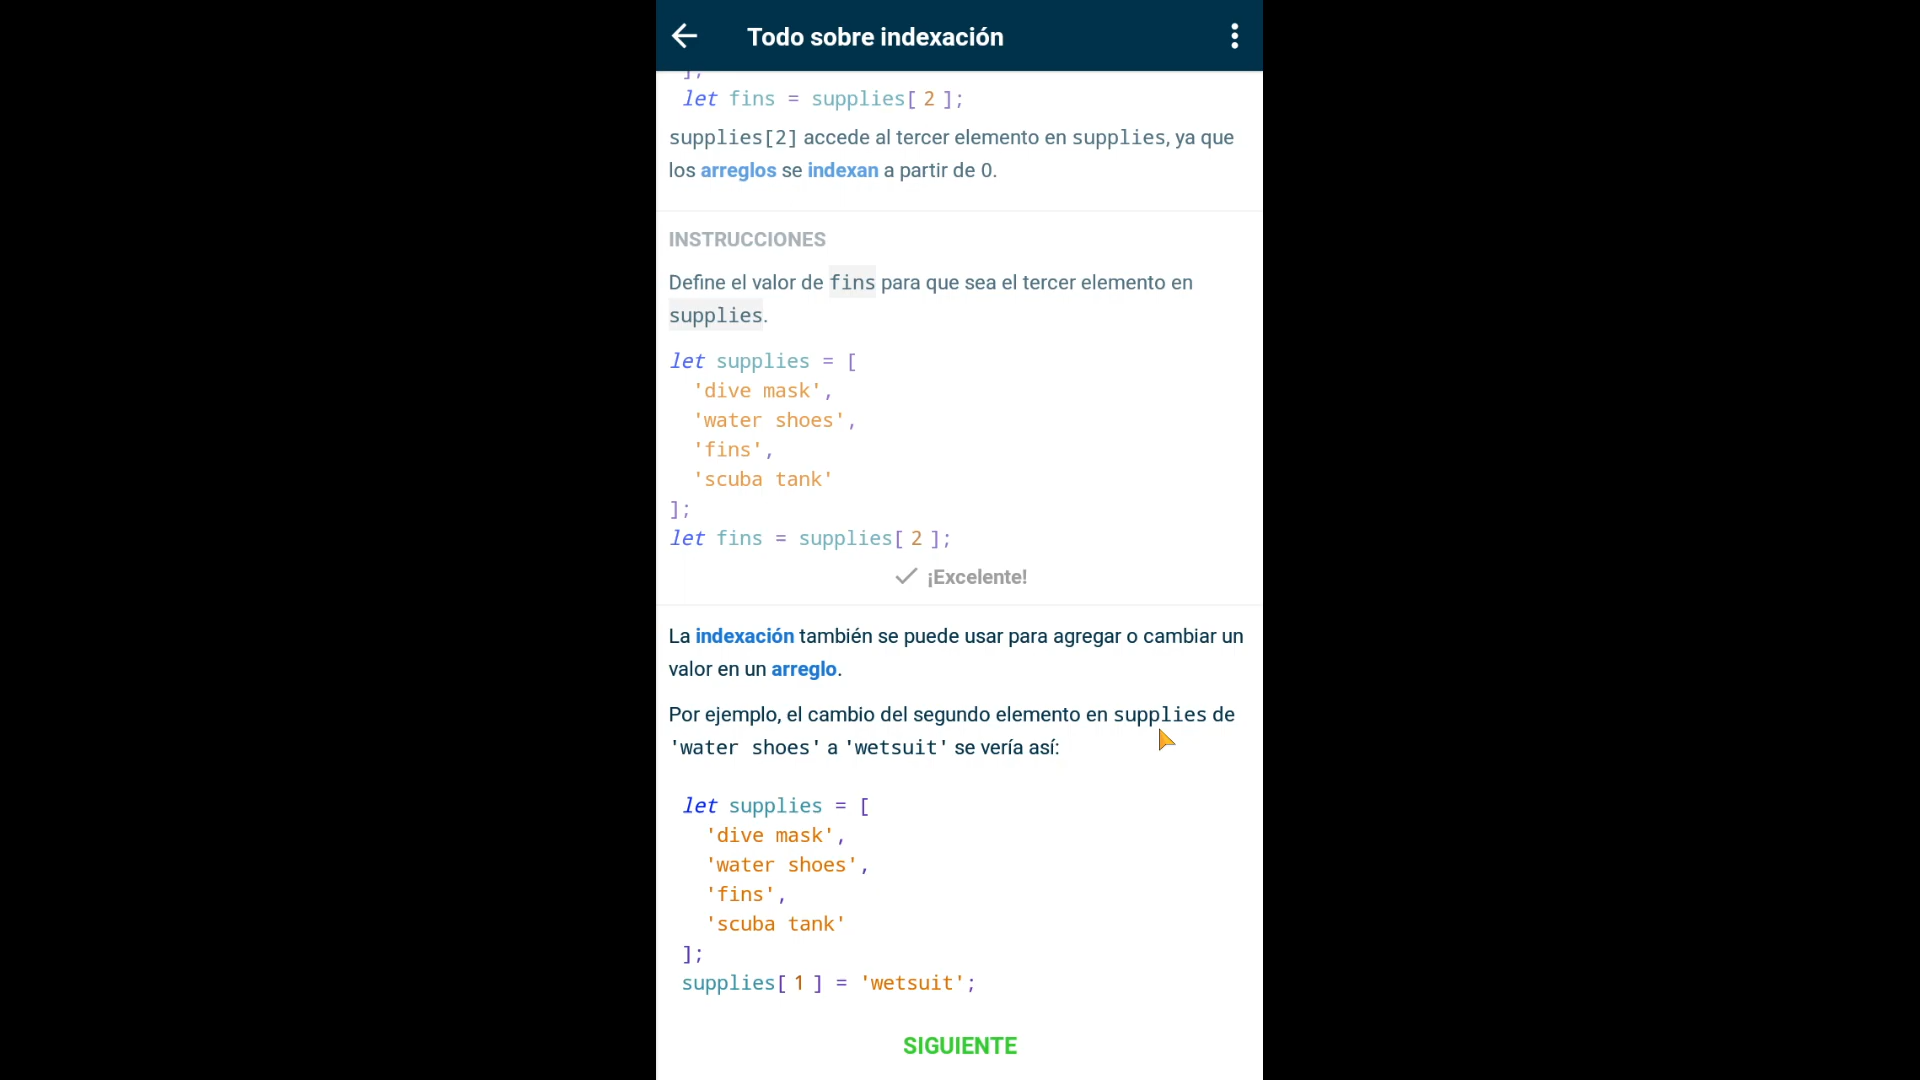 Todo sobre indexación
];
let fins = supplies[ 2 ];
supplies[2] accede al tercer elemento en supplies, ya que
los arreglos se indexan a partir de 0.
INSTRUCCIONES
Define el valor de fins para que sea el tercer elemento en
supplies.
let supplies = [
'dive mask',
'water shoes',
'fins',
'scuba tank'
];
let fins = supplies[ 2 ];
¡Excelente!
La indexación también se puede usar para agregar o cambiar un
valor en un arreglo.
Por ejemplo, el cambio del segundo elemento en supplies de
'water shoes' a 'wetsuit' se vería así:
let supplies = [
'dive mask',
'water shoes',
'fins',
'scuba tank'
];
supplies[ 1 ] = 'wetsuit';
SIGUIENTE